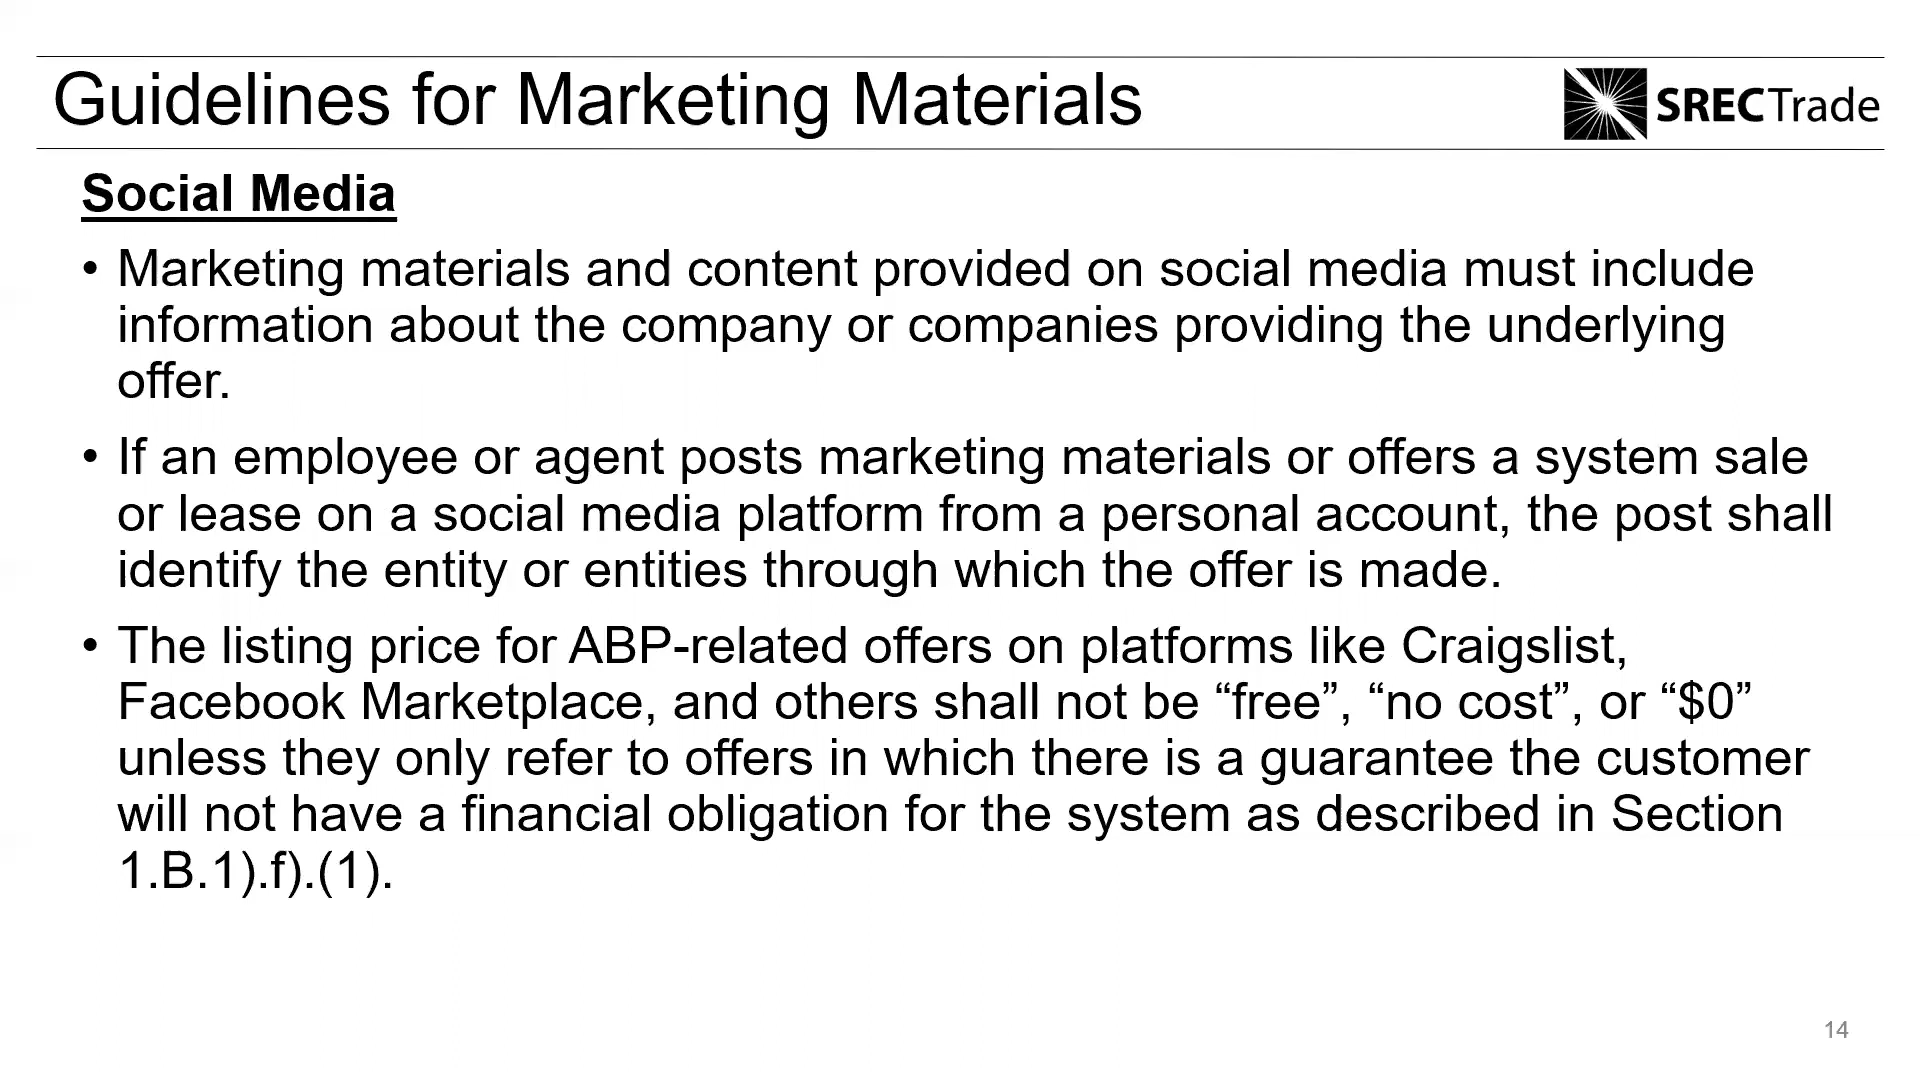 Guidelines for Marketing Materials
SRECTrade
Social Media
• Marketing materials and content provided on social media must include
information about the company or companies providing the underlying
offer.
• If an employee or agent posts marketing materials or offers a system sale
or lease on a social media platform from a personal account, the post shall
identify the entity or entities through which the offer is made.
• The listing price for ABP-related offers on platforms like Craigslist,
Facebook Marketplace, and others shall not be “free”, “no cost”, or “$0”
unless they only refer to offers in which there is a guarantee the customer
will not have a financial obligation for the system as described in Section
1.B.1).f).(1).
14